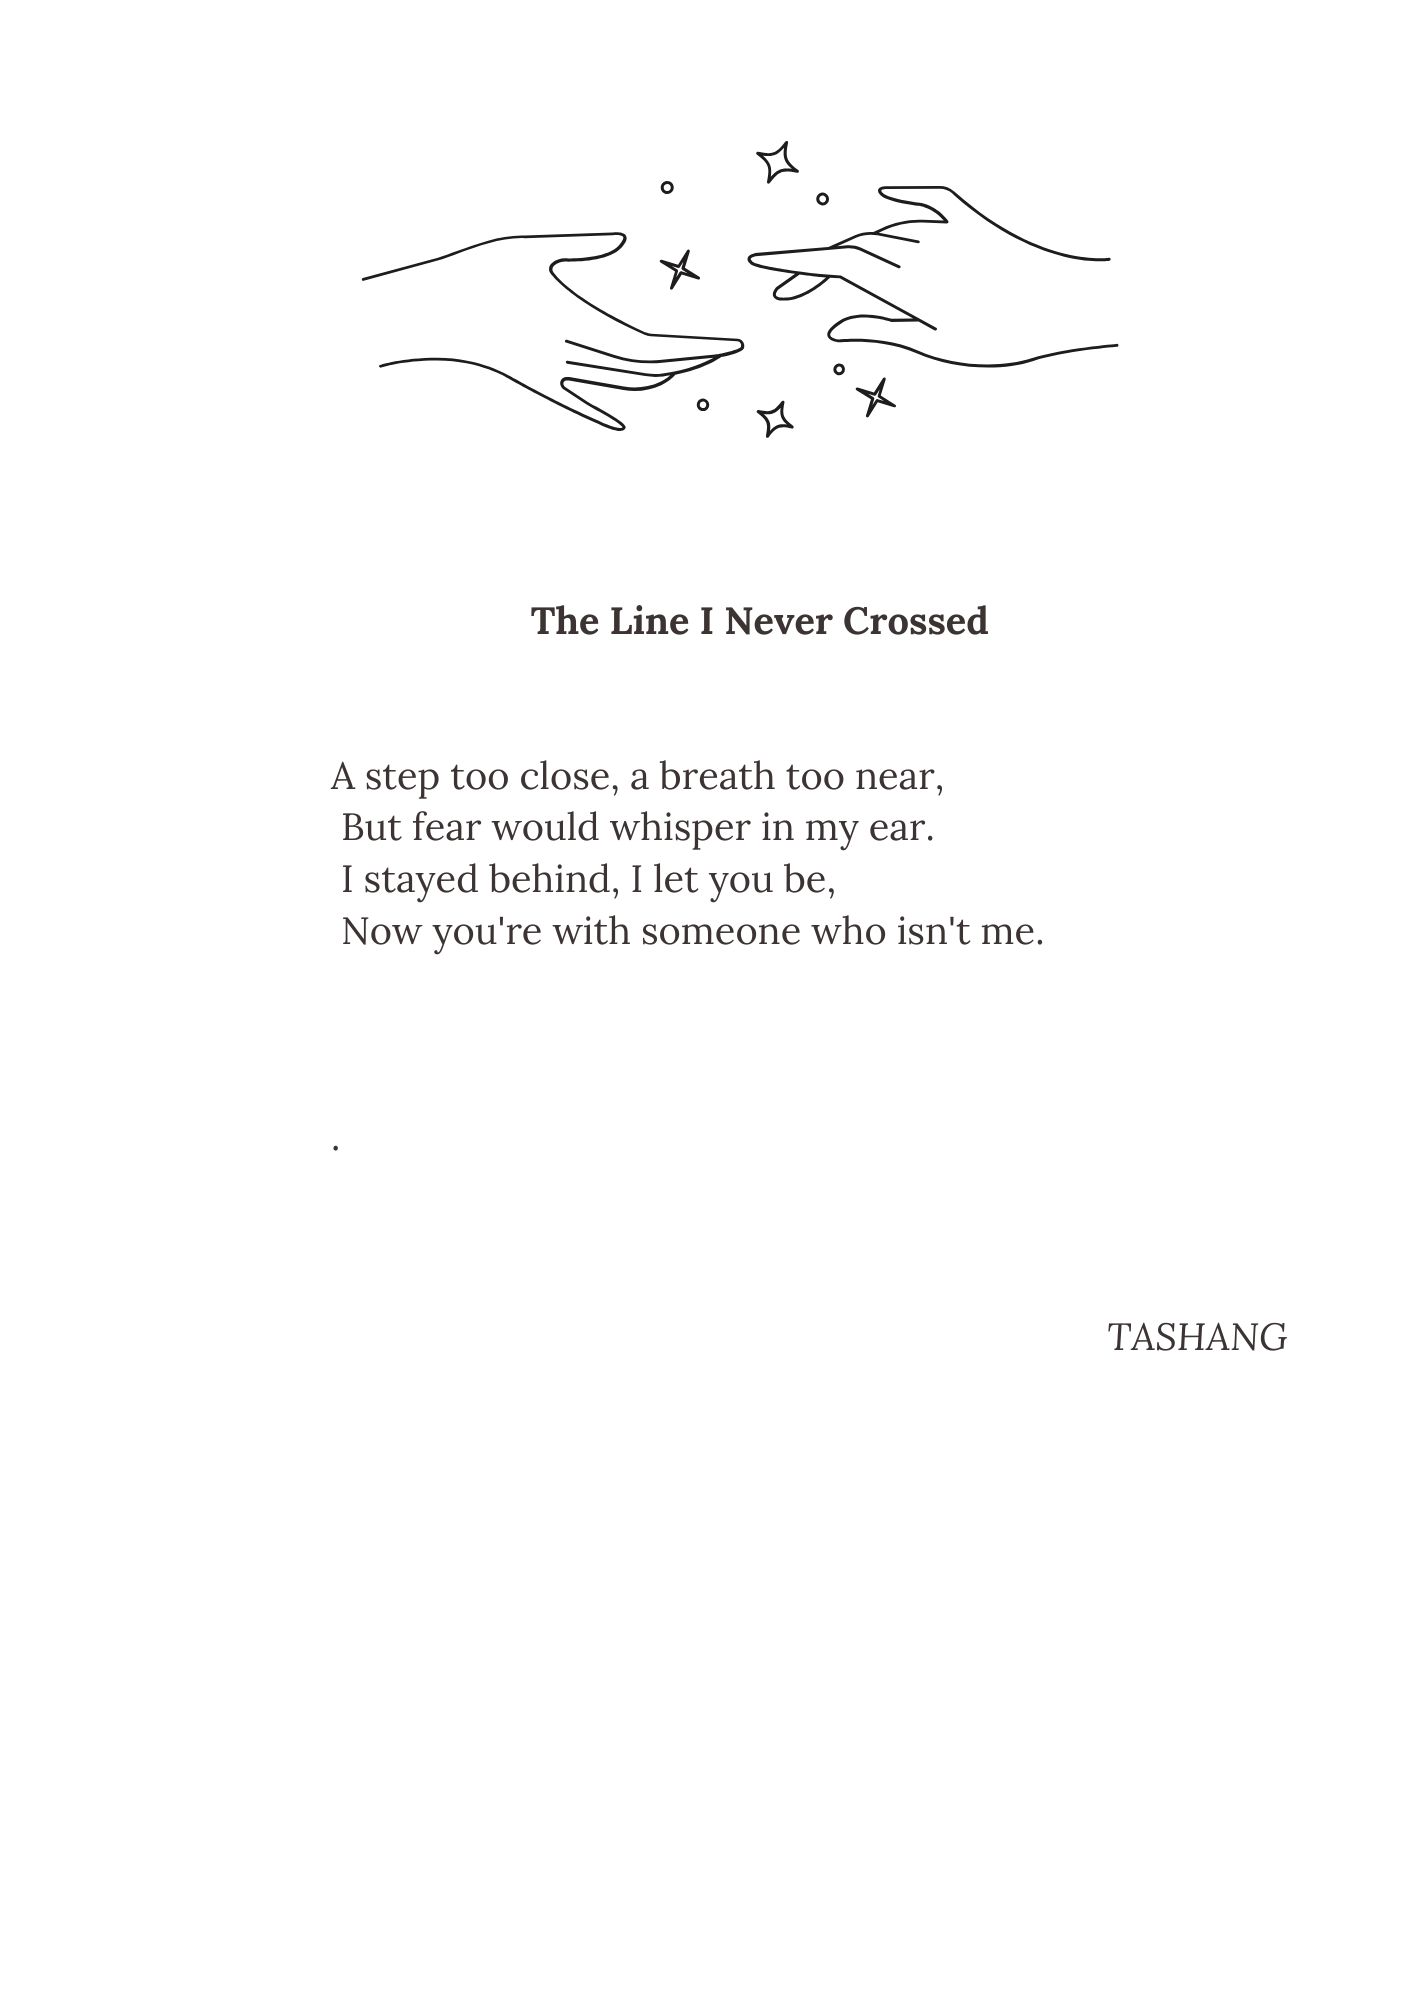 The Line I Never Crossed
A step too close, a breath too near,
But fear would whisper in my ear.
I stayed behind, I let you be,
Now you're with someone who isn't me.
.
TASHANG